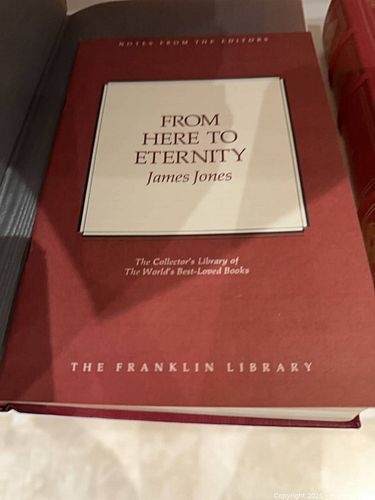 NOTES FROM THE EDITORS
FROM
HERE TO
ETERNITY
James Jones
The Collector's Library of
The World's Best-Loved Books
THE FRANKLIN LIBRARY